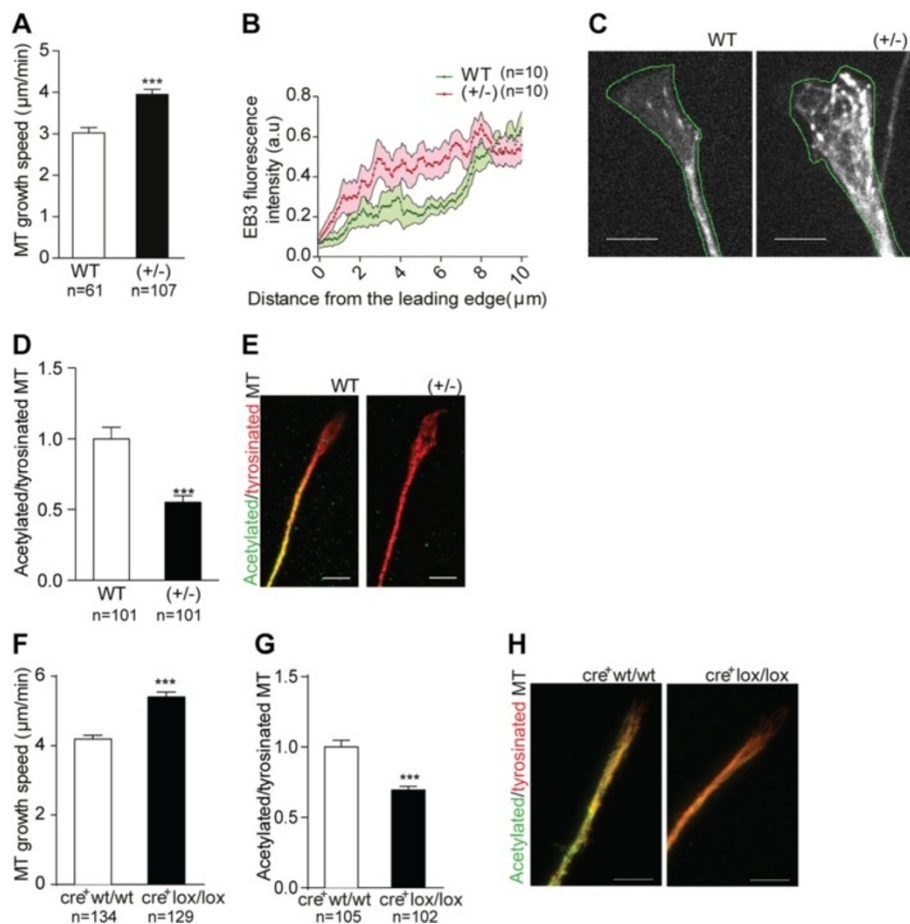 A
MT growth speed (µm/min)
5
4
3
2
1
0
***
WT
(+/-)
n=61
n=107
B
WT (n=10)
(+/-) (n=10)
EB3 fluorescence
intensity (a.u)
0.8
0.6
0.4
0.2
0.0
0 2 4 6 8 10
Distance from the leading edge(µm)
C
WT
(+/-)
D
Acetylated/tyrosinated MT
1.5
1.0
0.5
0.0
***
WT
(+/-)
n=101
n=101
E
Acetylated/tyrosinated MT
WT
(+/-)
F
MT growth speed (µm/min)
6
4
2
0
***
cre+ wt/wt
cre+ lox/lox
n=134
n=129
G
Acetylated/tyrosinated MT
1.5
1.0
0.5
0.0
***
cre+ wt/wt
cre+ lox/lox
n=105
n=102
H
Acetylated/tyrosinated MT
cre+ wt/wt
cre+ lox/lox